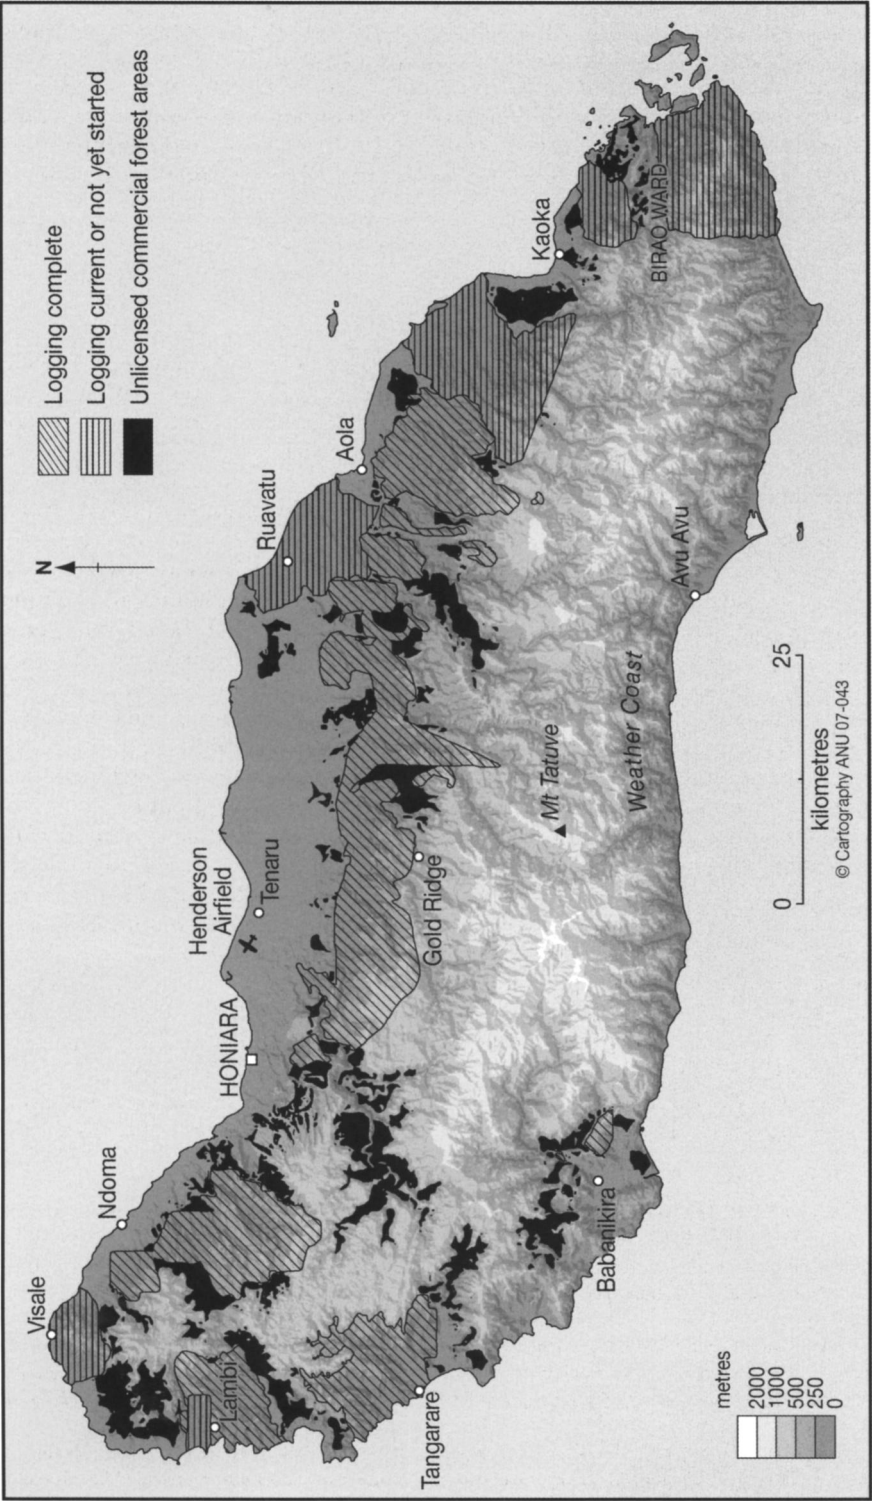 N
Logging complete
Logging current or not yet started
Unlicensed commercial forest areas
Visale
Ndoma
HONIARA
Henderson
Airfield
Tenaru
Ruavatu
Aola
Kaoka
BIRAO WARD
Lambi
Tangarare
Babanikira
Gold Ridge
Mt Tatuve
Weather Coast
Avu Avu
metres
2000
1000
500
250
0
0 25
kilometres
© Cartography ANU 07-043